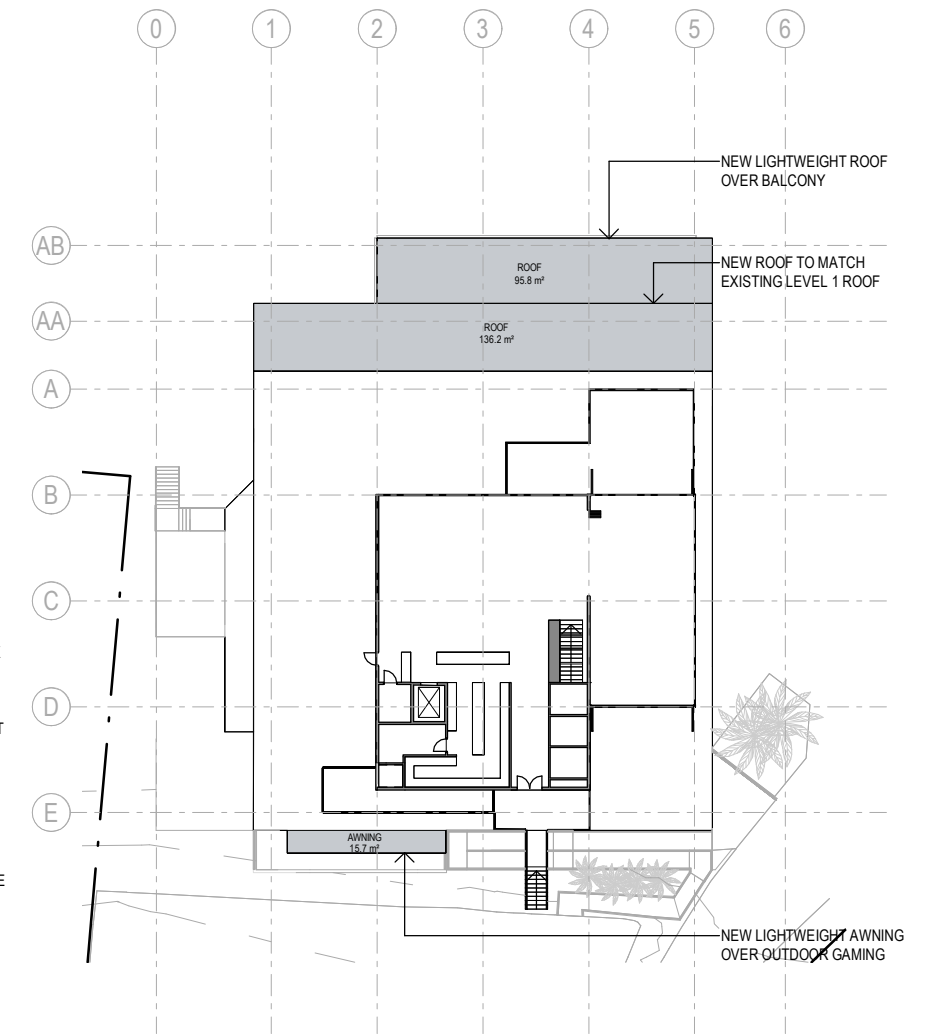 0
1
2
3
4
5
6
NEW LIGHTWEIGHT ROOF
OVER BALCONY
AB
ROOF
95.8 m²
NEW ROOF TO MATCH
EXISTING LEVEL 1 ROOF
AA
ROOF
136.2 m²
A
B
C
D
T
E
AWNING
15.7 m²
E
NEW LIGHTWEIGHT AWNING
OVER OUTDOOR GAMING